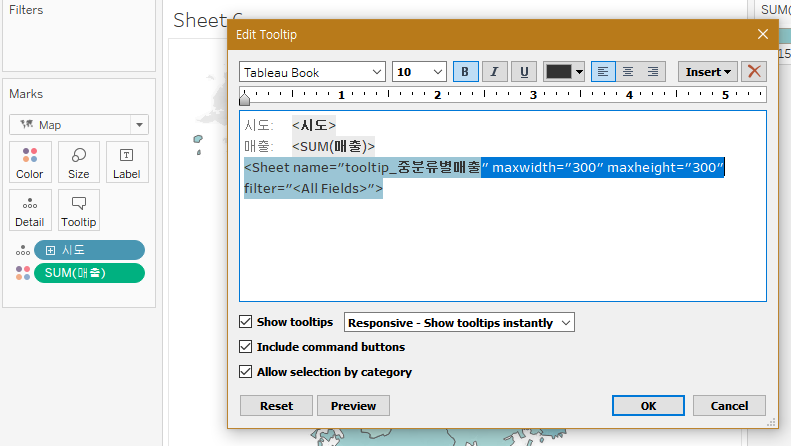 Filters
Sheet 6
SUM(
15
Marks
Map
Color
Size
Label
Detail
Tooltip
시도
SUM(매출)
Edit Tooltip
Tableau Book
10
B
I
U
Insert
1 2 3 4 5
시도: <시도>
매출: <SUM(매출)>
<Sheet name="tooltip_중분류별매출" maxwidth="300" maxheight="300"
filter="<All Fields>">
Show tooltips
Responsive - Show tooltips instantly
Include command buttons
Allow selection by category
Reset
Preview
OK
Cancel